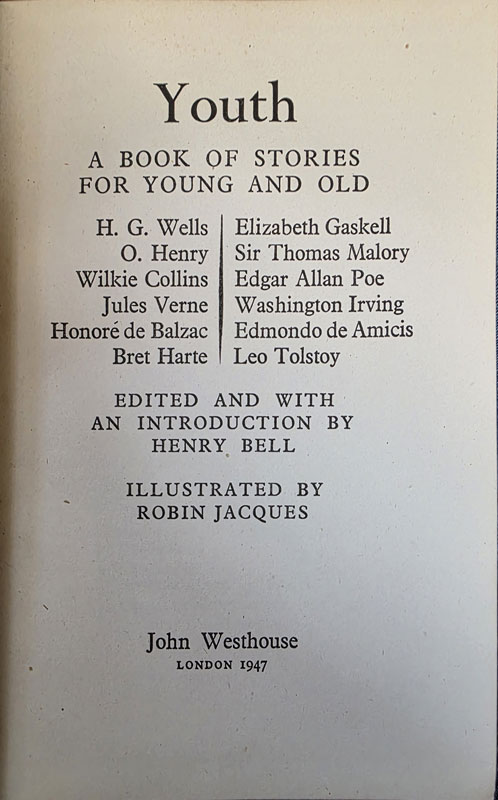 Youth
A BOOK OF STORIES
FOR YOUNG AND OLD
H. G. Wells
O. Henry
Wilkie Collins
Jules Verne
Honoré de Balzac
Bret Harte
Elizabeth Gaskell
Sir Thomas Malory
Edgar Allan Poe
Washington Irving
Edmondo de Amicis
Leo Tolstoy
EDITED AND WITH
AN INTRODUCTION BY
HENRY BELL
ILLUSTRATED BY
ROBIN JACQUES
John Westhouse
LONDON 1947